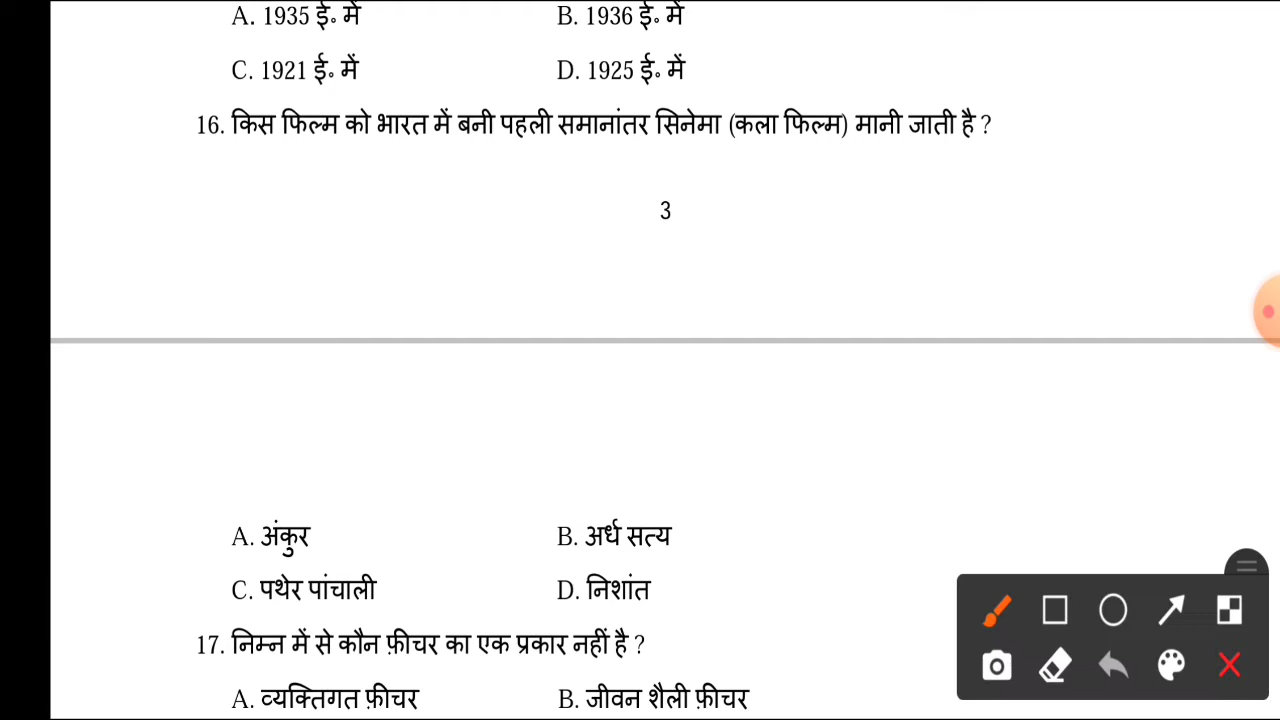 A. 1935 ई॰ में B. 1936 ई॰ में
C. 1921 ई॰ में D. 1925 ई॰ में
16. किस फिल्म को भारत में बनी पहली समानांतर सिनेमा (कला फिल्म) मानी जाती है ?
3
A. अंकुर B. अर्ध सत्य
C. पथेर पांचाली D. निशांत
17. निम्न में से कौन फ़ीचर का एक प्रकार नहीं है ?
A. व्यक्तिगत फ़ीचर B. जीवन शैली फ़ीचर